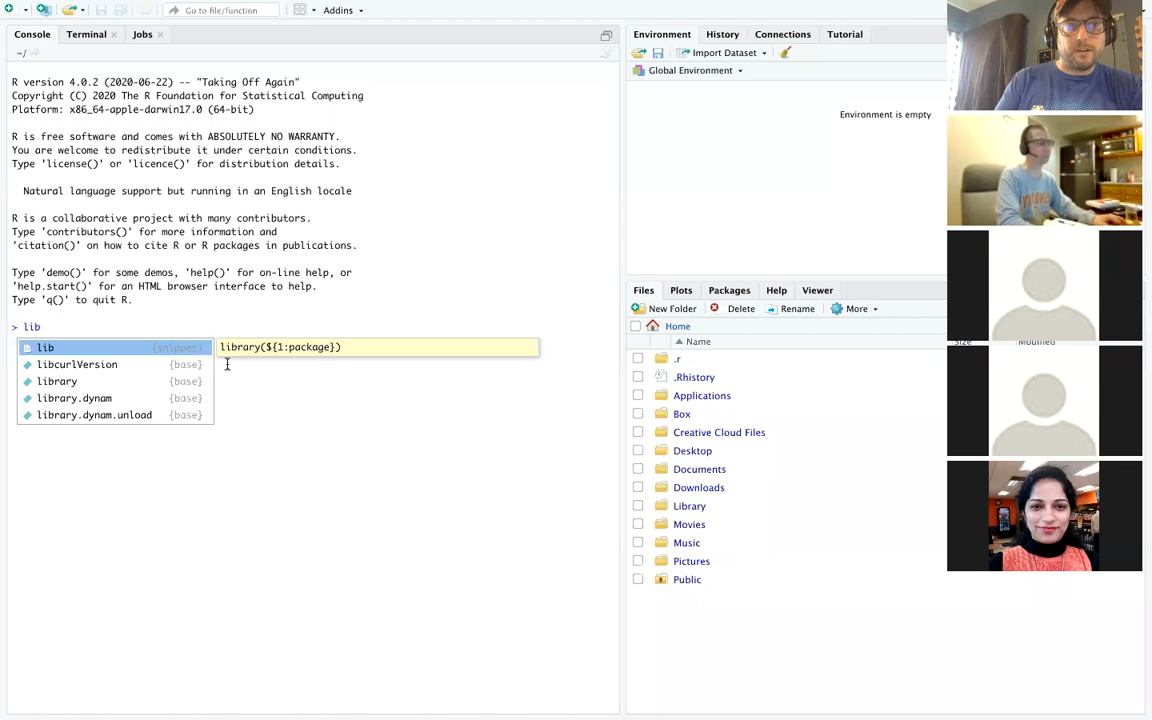 Go to file/function
Addins
Console
Terminal
Jobs
~/
R version 4.0.2 (2020-06-22) -- "Taking Off Again"
Copyright (C) 2020 The R Foundation for Statistical Computing
Platform: x86_64-apple-darwin17.0 (64-bit)
R is free software and comes with ABSOLUTELY NO WARRANTY.
You are welcome to redistribute it under certain conditions.
Type 'license()' or 'licence()' for distribution details.
Natural language support but running in an English locale
R is a collaborative project with many contributors.
Type 'contributors()' for more information and
'citation()' on how to cite R or R packages in publications.
Type 'demo()' for some demos, 'help()' for on-line help, or
'help.start()' for an HTML browser interface to help.
Type 'q()' to quit R.
> lib
lib {snippet} library(${1:package})
libcurlVersion {base}
library {base}
library.dynam {base}
library.dynam.unload {base}
Environment
History
Connections
Tutorial
Import Dataset
Global Environment
Environment is empty
Files
Plots
Packages
Help
Viewer
New Folder
Delete
Rename
More
Home
Name
Size
Modified
.r
.Rhistory
Applications
Box
Creative Cloud Files
Desktop
Documents
Downloads
Library
Movies
Music
Pictures
Public